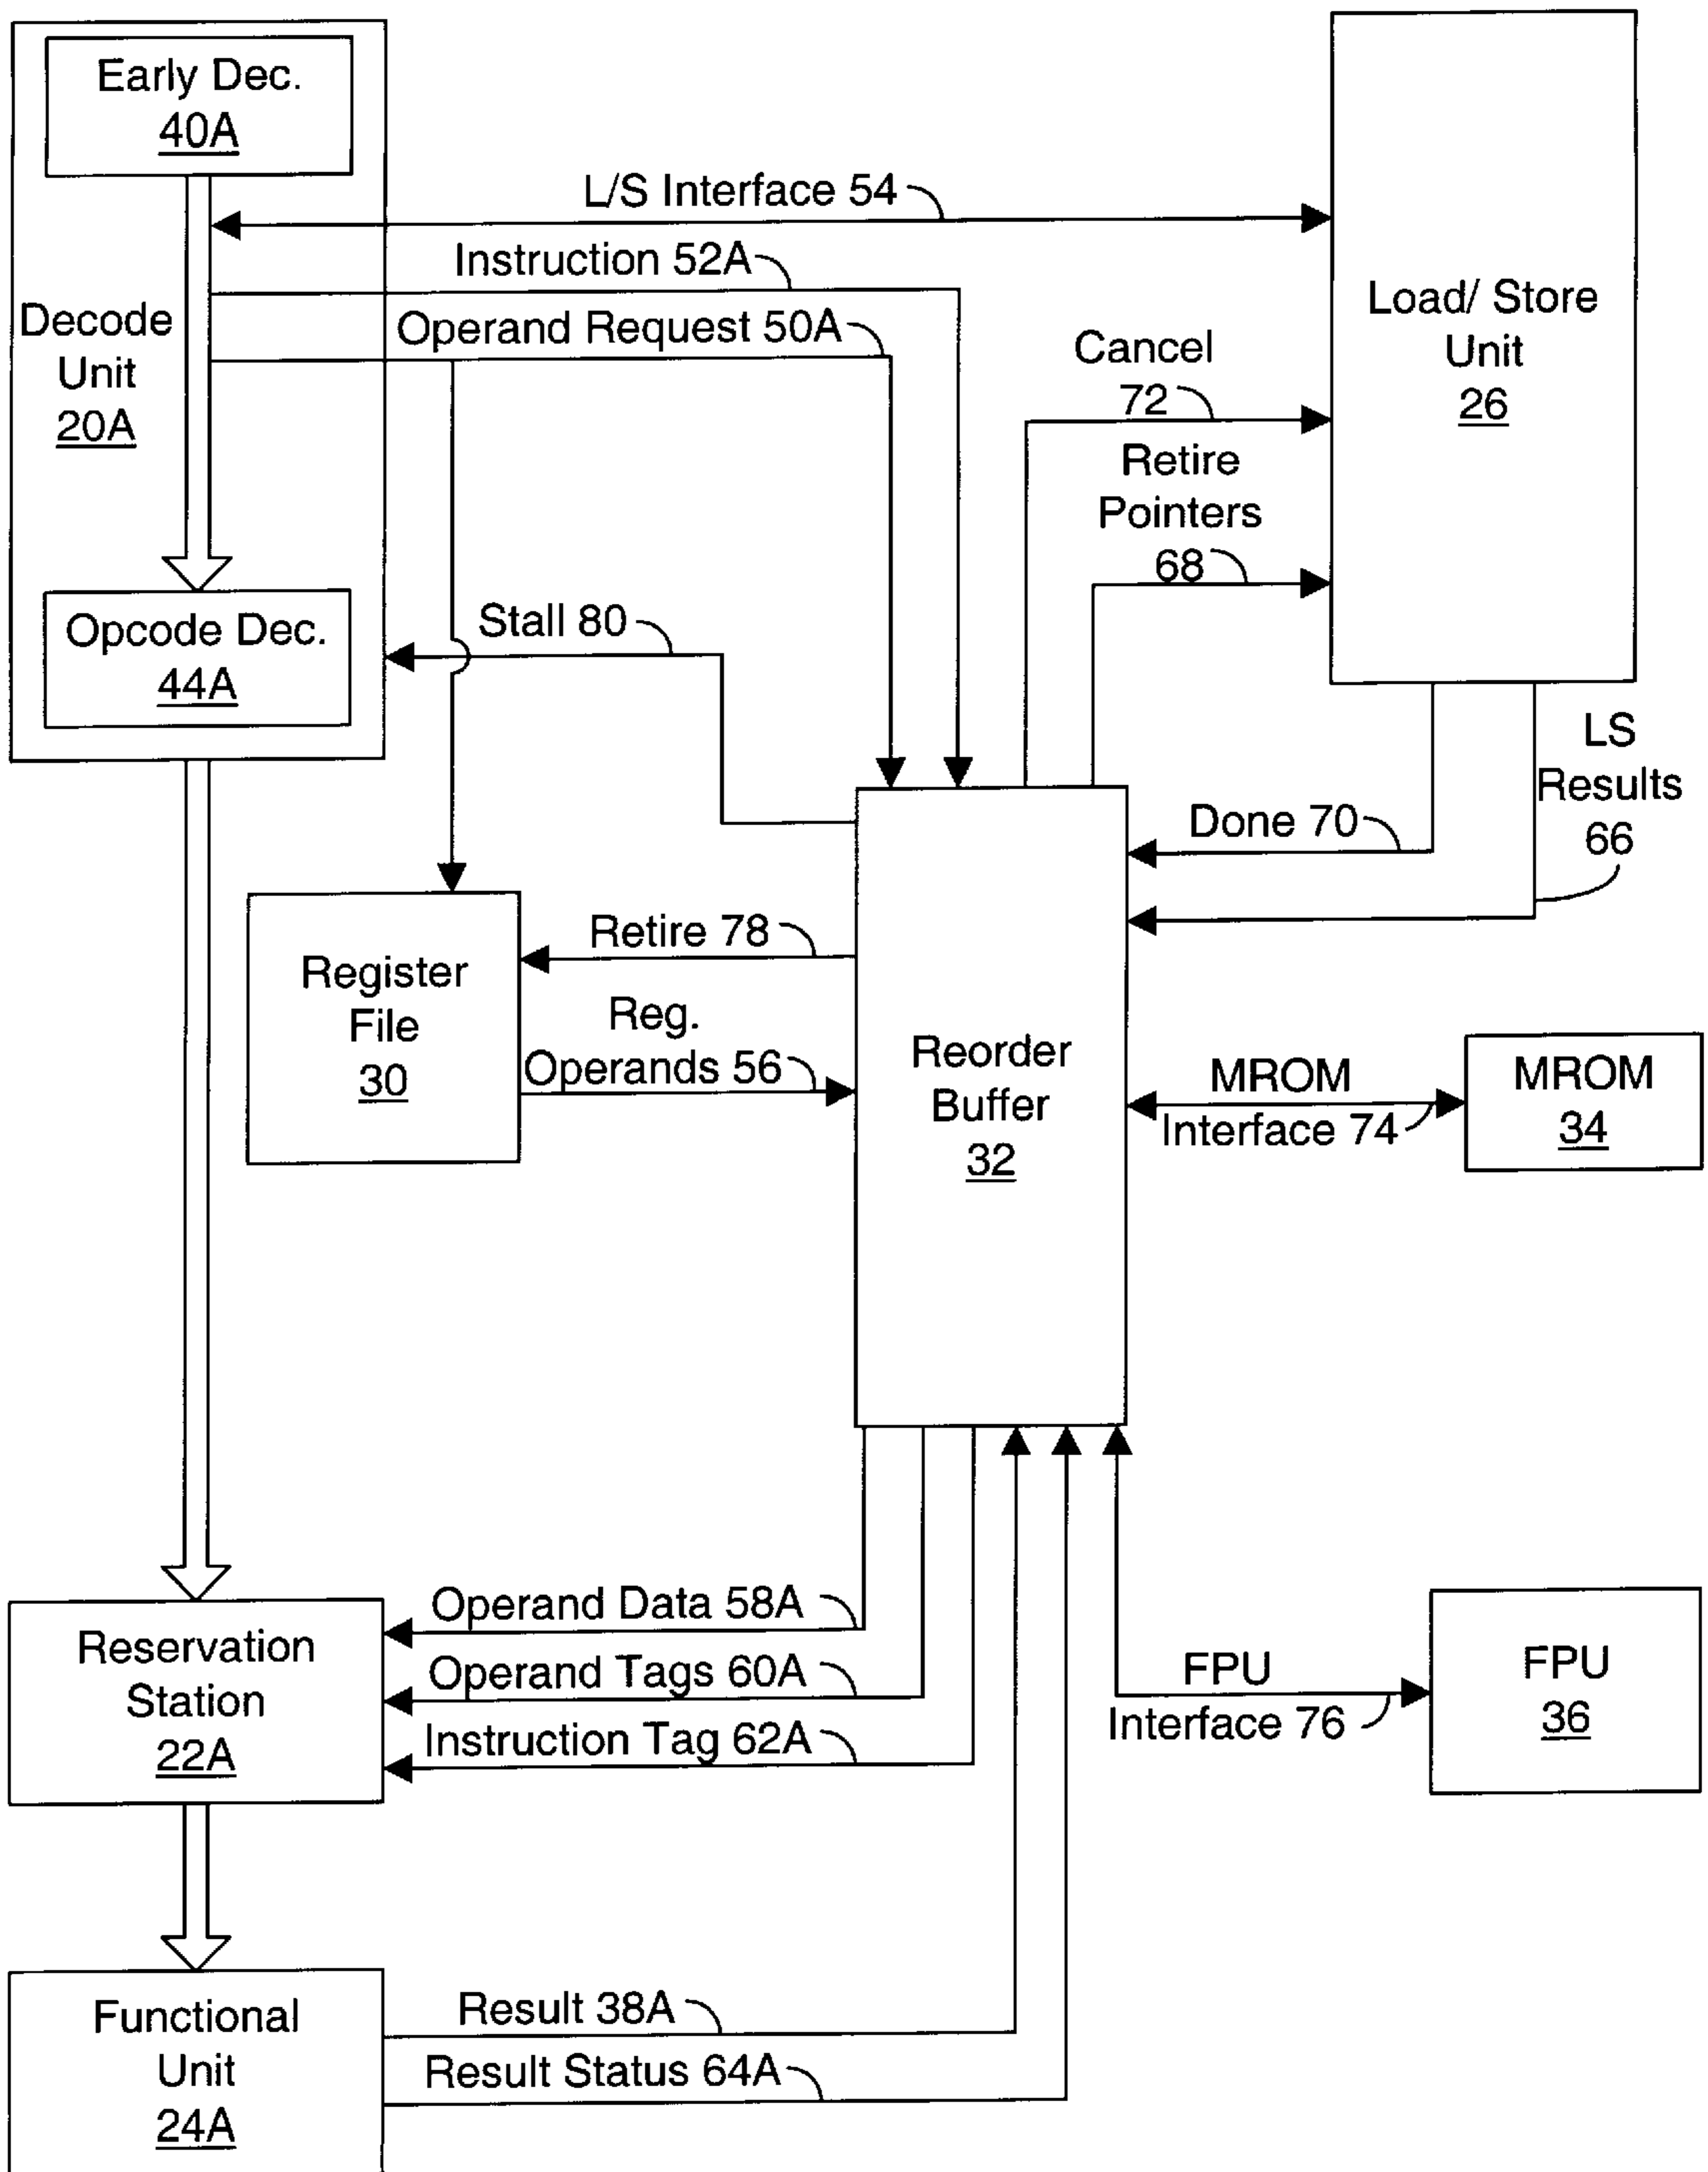 Early Dec.
40A
L/S Interface 54
Instruction 52A
Operand Request 50A
Decode
Unit
20A
Load/ Store
Unit
26
Cancel
72
Retire
Pointers
68
Opcode Dec.
44A
Stall 80
LS
Results
66
Done 70
Register
File
30
Retire 78
Reg.
Operands 56
Reorder
Buffer
32
MROM
Interface 74
MROM
34
Reservation
Station
22A
Operand Data 58A
Operand Tags 60A
Instruction Tag 62A
FPU
Interface 76
FPU
36
Functional
Unit
24A
Result 38A
Result Status 64A